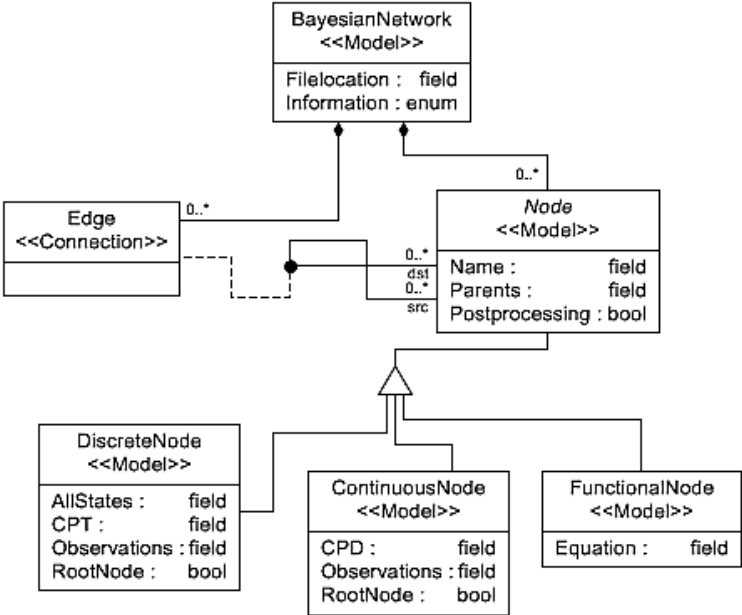 BayesianNetwork
<<Model>>
Filelocation : field
Information : enum
0..*
0..*
Edge
<<Connection>>
Node
<<Model>>
0..*
dst
0..*
src
Name : field
Parents : field
Postprocessing : bool
DiscreteNode
<<Model>>
AllStates : field
CPT : field
Observations : field
RootNode : bool
ContinuousNode
<<Model>>
CPD : field
Observations : field
RootNode : bool
FunctionalNode
<<Model>>
Equation : field